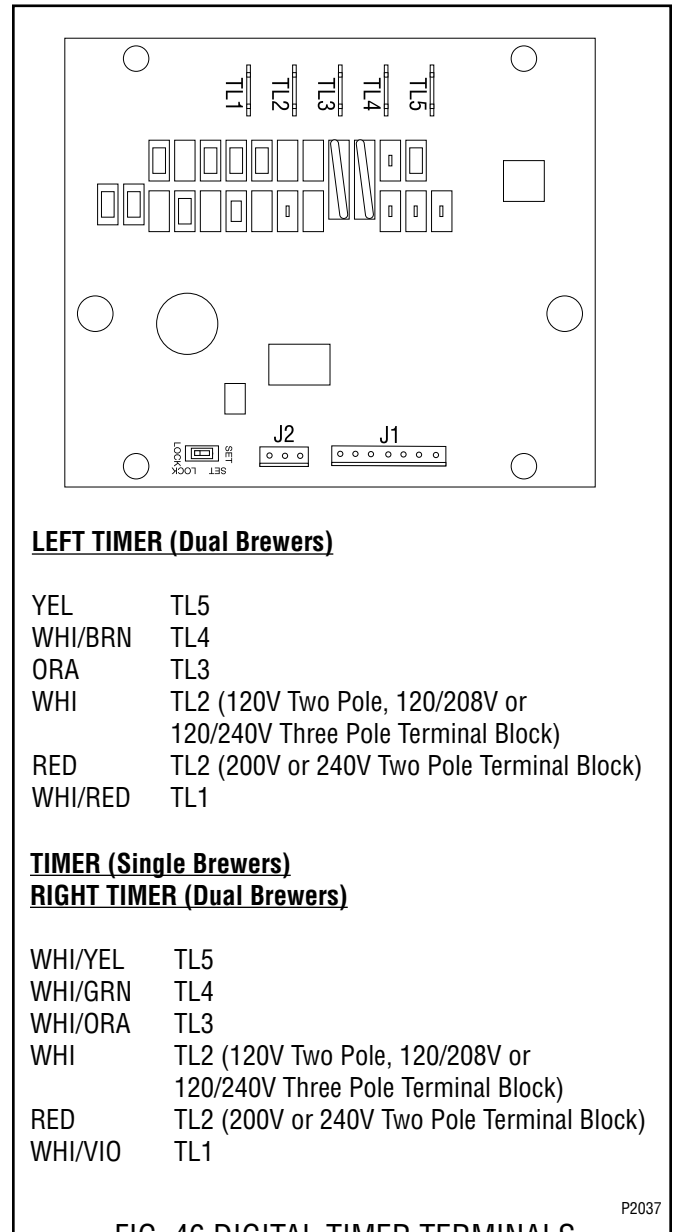 TL1 TL2 TL3 TL4 TL5
J2 J1
LOCK SET
LOCK SET
LEFT TIMER (Dual Brewers)
YEL TL5
WHI/BRN TL4
ORA TL3
WHI TL2 (120V Two Pole, 120/208V or
120/240V Three Pole Terminal Block)
RED TL2 (200V or 240V Two Pole Terminal Block)
WHI/RED TL1
TIMER (Single Brewers)
RIGHT TIMER (Dual Brewers)
WHI/YEL TL5
WHI/GRN TL4
WHI/ORA TL3
WHI TL2 (120V Two Pole, 120/208V or
120/240V Three Pole Terminal Block)
RED TL2 (200V or 240V Two Pole Terminal Block)
WHI/VIO TL1
P2037
FIG. 46 DIGITAL TIMER TERMINALS